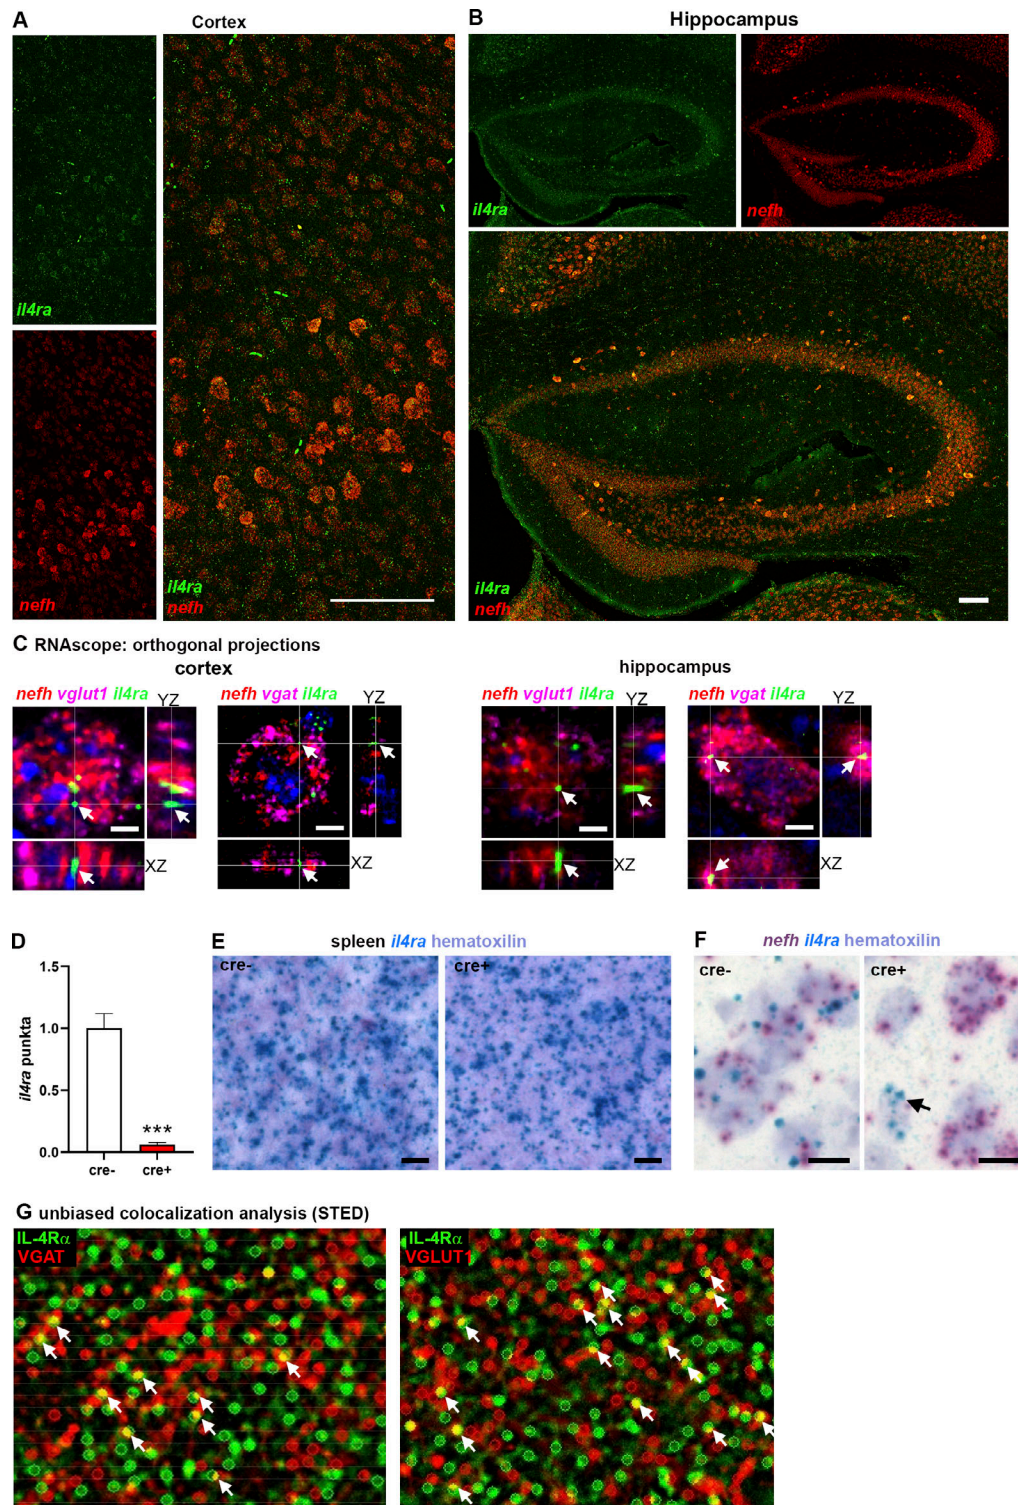 A
Cortex
il4ra
nefh
il4ra
nefh
B
Hippocampus
il4ra
nefh
il4ra
nefh
C RNAscope: orthogonal projections
cortex
hippocampus
nefh vglut1 il4ra
YZ
XZ
nefh vgat il4ra
YZ
XZ
nefh vglut1 il4ra
YZ
XZ
nefh vgat il4ra
YZ
XZ
D
il4ra punkta
1.5
1.0
0.5
0.0
***
cre-
cre+
E
spleen il4ra hematoxilin
cre-
cre+
F
nefh il4ra hematoxilin
cre-
cre+
G unbiased colocalization analysis (STED)
IL-4Rα
VGAT
IL-4Rα
VGLUT1